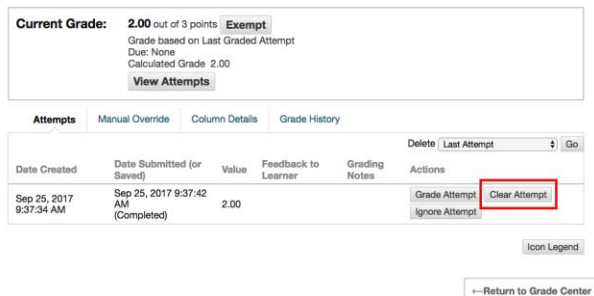 Current Grade: 2.00 out of 3 points Exempt
Grade based on Last Graded Attempt
Due: None
Calculated Grade 2.00
View Attempts
Attempts Manual Override Column Details Grade History
Delete Last Attempt Go
Date Created Date Submitted (or Saved) Value Feedback to Learner Grading Notes Actions
Sep 25, 2017 9:37:34 AM Sep 25, 2017 9:37:42 AM (Completed) 2.00 Grade Attempt Clear Attempt
Ignore Attempt
Icon Legend
←Return to Grade Center